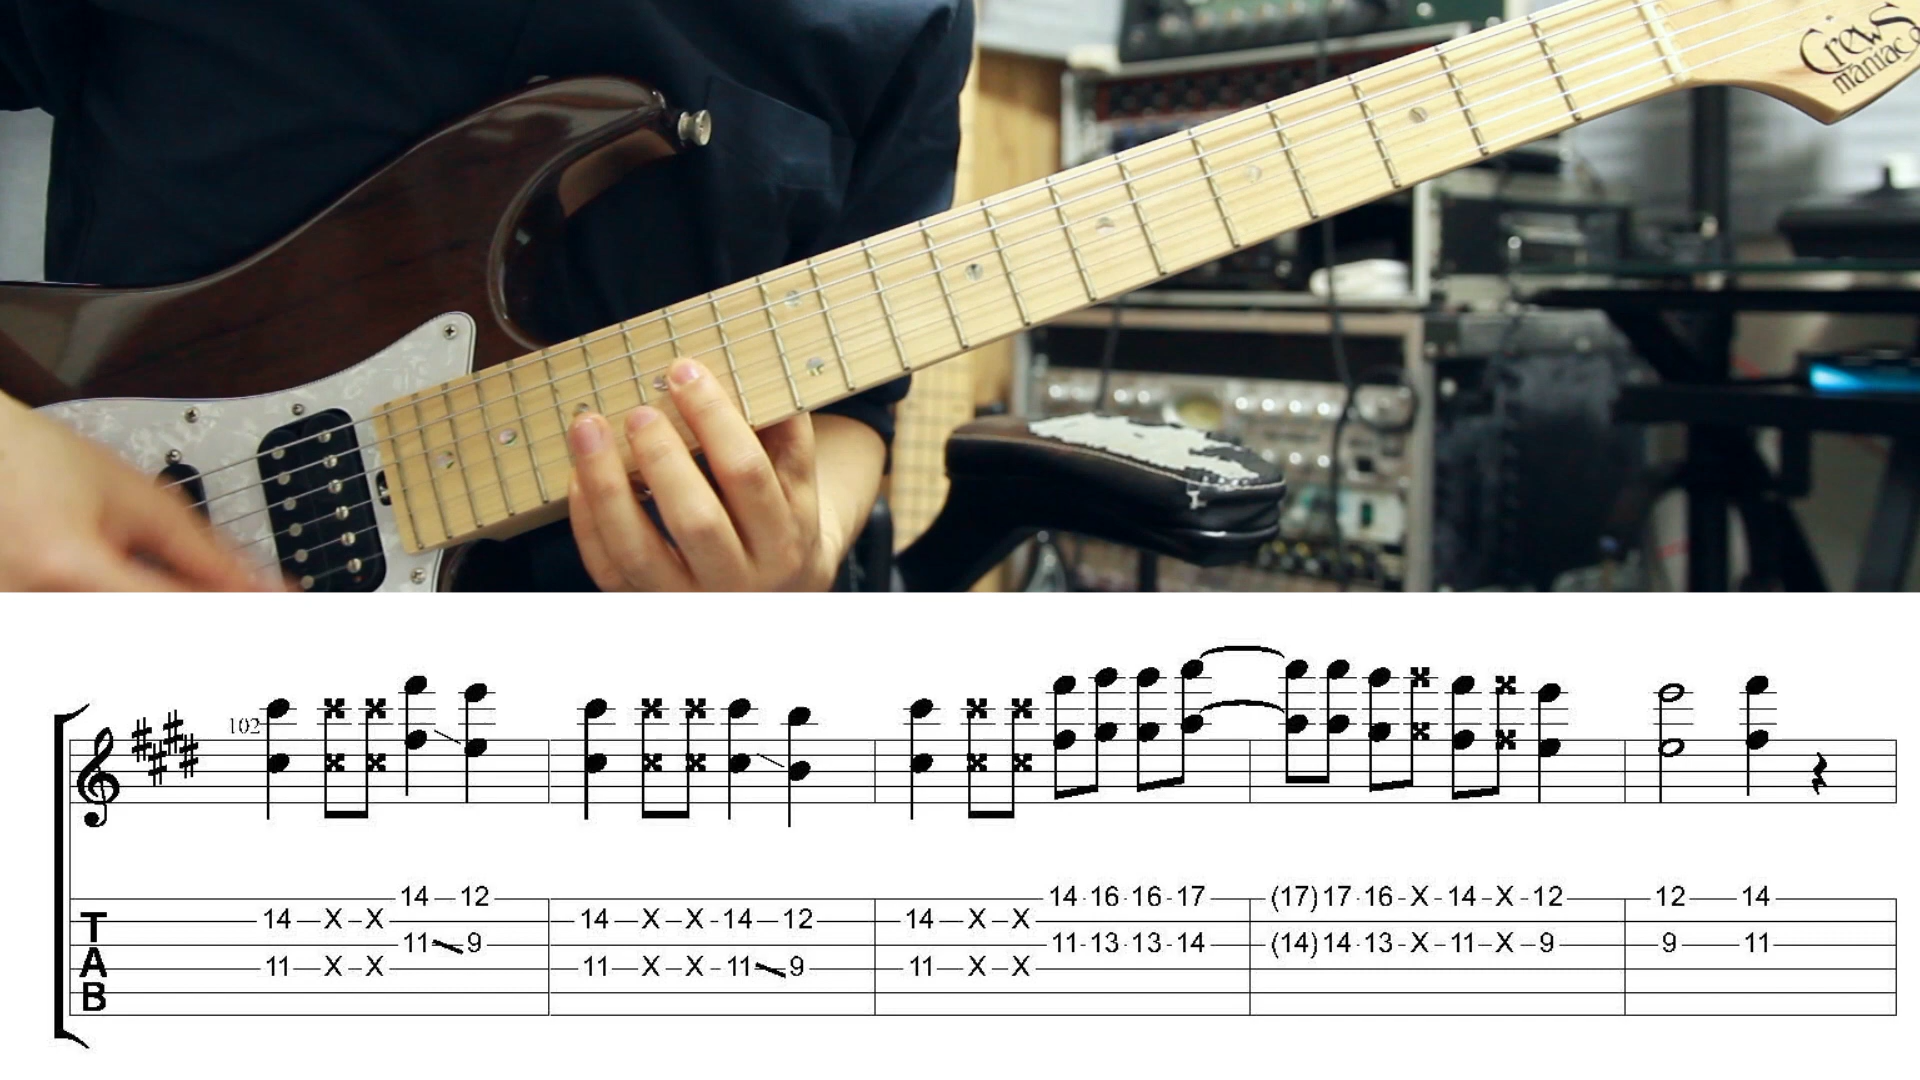 Crews
maniac
102
14 12 14 16 16 17 (17) 17 16 X 14 X 12 12 14
T 14 X X 14 X X 14 12 14 X X
11 9 11 13 13 14 (14) 14 13 X 11 X 9 9 11
A 11 X X 11 X X 11 9 11 X X
B